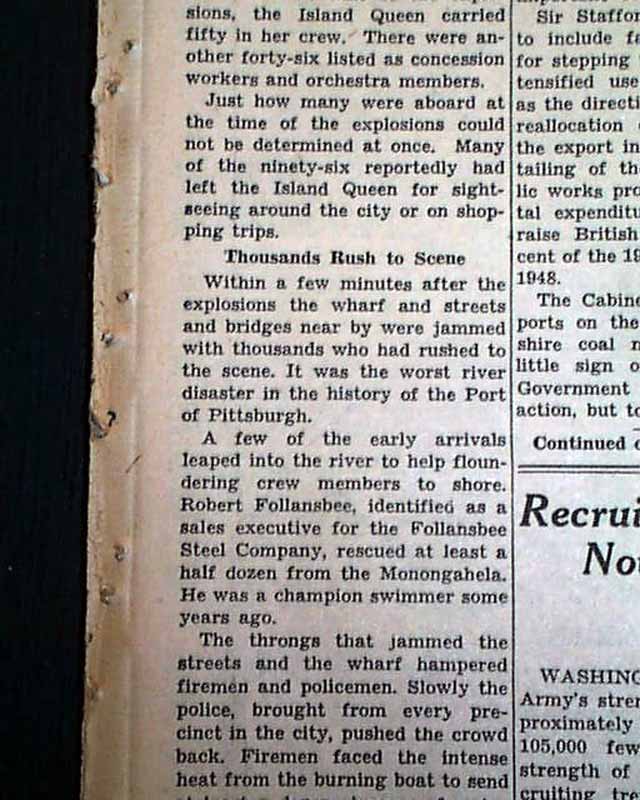 sions, the Island Queen carried
fifty in her crew. There were an-
other forty-six listed as concession
workers and orchestra members.
Just how many were aboard at
the time of the explosions could
not be determined at once. Many
of the ninety-six reportedly had
left the Island Queen for sight-
seeing around the city or on shop-
ping trips.
Thousands Rush to Scene
Within a few minutes after the
explosions the wharf and streets
and bridges near by were jammed
with thousands who had rushed to
the scene. It was the worst river
disaster in the history of the Port
of Pittsburgh.
A few of the early arrivals
leaped into the river to help floun-
dering crew members to shore.
Robert Follansbee, identified as a
sales executive for the Follansbee
Steel Company, rescued at least a
half dozen from the Monongahela.
He was a champion swimmer some
years ago.
The throngs that jammed the
streets and the wharf hampered
firemen and policemen. Slowly the
police, brought from every pre-
cinct in the city, pushed the crowd
back. Firemen faced the intense
heat from the burning boat to send
Sir Staffor
to include f
for stepping
tensified use
as the directi
reallocation
the export in
tailing of th
lic works pro
tal expenditu
raise British
cent of the 19
1948.
The Cabine
ports on the
shire coal
little sign o
Government
action, but to
Continued
Recrui
No
WASHING
Army's stren
proximately
105,000 few
strength of
cruiting tre